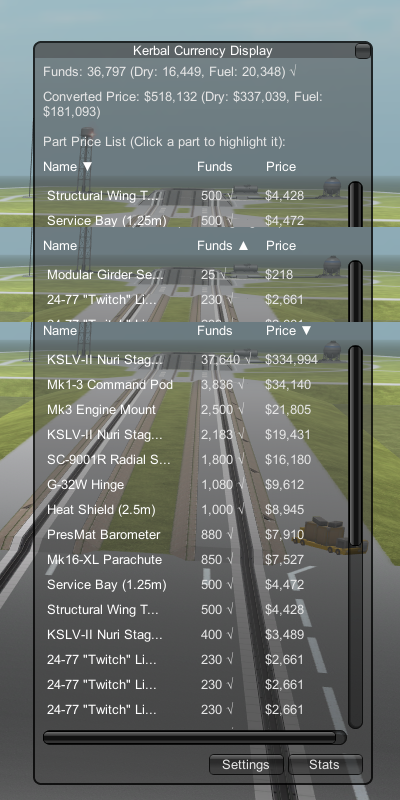 Kerbal Currency Display
Funds: 36,797 (Dry: 16,449, Fuel: 20,348) √
Converted Price: $518,132 (Dry: $337,039, Fuel:
$181,093)
Part Price List (Click a part to highlight it):
Name ▼ Funds Price
Structural Wing T... 500 √ $4,428
Service Bay (1.25m) 500 √ $4,472
Name Funds ▲ Price
Modular Girder Se... 25 √ $218
24-77 "Twitch" Li... 230 √ $2,661
Name Funds Price ▼
KSLV-II Nuri Stag... 37,640 √ $334,994
Mk1-3 Command Pod 3,836 √ $34,140
Mk3 Engine Mount 2,500 √ $21,805
KSLV-II Nuri Stag... 2,183 √ $19,431
SC-9001R Radial S... 1,800 √ $16,180
G-32W Hinge 1,080 √ $9,612
Heat Shield (2.5m) 1,000 √ $8,945
PresMat Barometer 880 √ $7,910
Mk16-XL Parachute 850 √ $7,527
Service Bay (1.25m) 500 √ $4,472
Structural Wing T... 500 √ $4,428
KSLV-II Nuri Stag... 400 √ $3,489
24-77 "Twitch" Li... 230 √ $2,661
24-77 "Twitch" Li... 230 √ $2,661
24-77 "Twitch" Li... 230 √ $2,661
Settings Stats